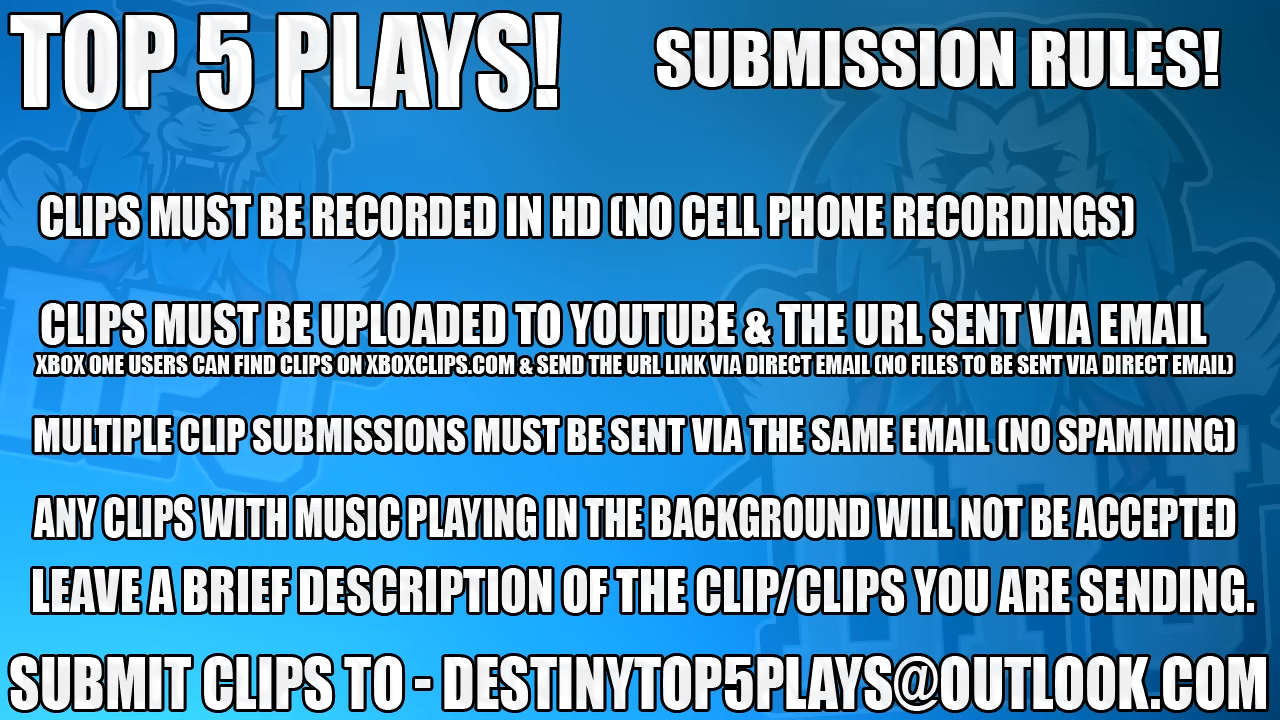 TOP 5 PLAYS!
SUBMISSION RULES!
CLIPS MUST BE RECORDED IN HD (NO CELL PHONE RECORDINGS)
CLIPS MUST BE UPLOADED TO YOUTUBE & THE URL SENT VIA EMAIL
XBOX ONE USERS CAN FIND CLIPS ON XBOXCLIPS.COM & SEND THE URL LINK VIA DIRECT EMAIL (NO FILES TO BE SENT VIA DIRECT EMAIL)
MULTIPLE CLIP SUBMISSIONS MUST BE SENT VIA THE SAME EMAIL (NO SPAMMING)
ANY CLIPS WITH MUSIC PLAYING IN THE BACKGROUND WILL NOT BE ACCEPTED
LEAVE A BRIEF DESCRIPTION OF THE CLIP/CLIPS YOU ARE SENDING.
SUBMIT CLIPS TO - DESTINYTOP5PLAYS@OUTLOOK.COM